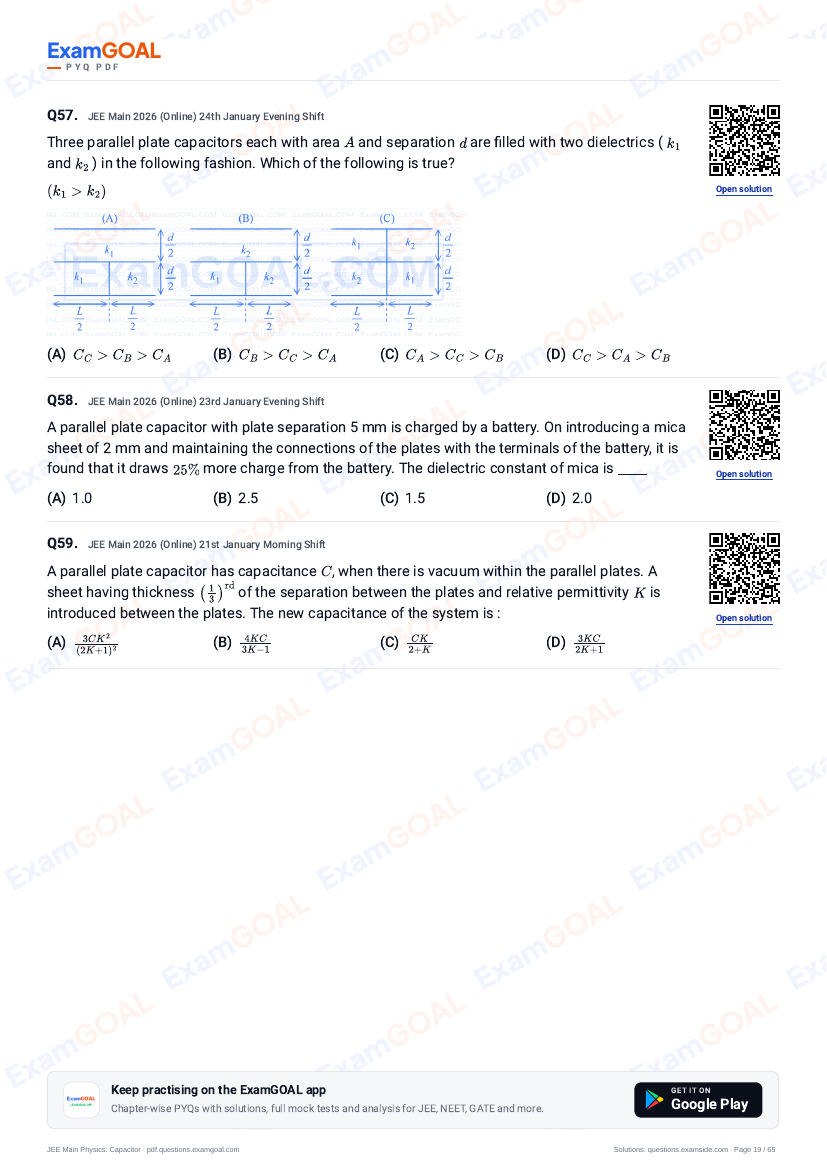 ExamGOAL
PYQ PDF
Q57. JEE Main 2026 (Online) 24th January Evening Shift
Three parallel plate capacitors each with area A and separation d are filled with two dielectrics ( k₁
and k₂ ) in the following fashion. Which of the following is true?
Open solution
(k₁ > k₂)
(A) (B) (C)
k₁ d/2 k₂ d/2 k₁ k₂ d/2
k₁ k₂ d/2 k₁ k₂ d/2 k₂ k₁ d/2
L/2 L/2 L/2 L/2 L/2 L/2
(A) C_C > C_B > C_A (B) C_B > C_C > C_A (C) C_A > C_C > C_B (D) C_C > C_A > C_B
Q58. JEE Main 2026 (Online) 23rd January Evening Shift
A parallel plate capacitor with plate separation 5 mm is charged by a battery. On introducing a mica
sheet of 2 mm and maintaining the connections of the plates with the terminals of the battery, it is
found that it draws 25% more charge from the battery. The dielectric constant of mica is ____
Open solution
(A) 1.0 (B) 2.5 (C) 1.5 (D) 2.0
Q59. JEE Main 2026 (Online) 21st January Morning Shift
A parallel plate capacitor has capacitance C, when there is vacuum within the parallel plates. A
sheet having thickness (1/3)^rd of the separation between the plates and relative permittivity K is
introduced between the plates. The new capacitance of the system is :
Open solution
(A) 3CK²/(2K+1)² (B) 4KC/3K−1 (C) CK/2+K (D) 3KC/2K+1
Keep practising on the ExamGOAL app
Chapter-wise PYQs with solutions, full mock tests and analysis for JEE, NEET, GATE and more.
GET IT ON
Google Play
JEE Main Physics: Capacitor · pdf.questions.examgoal.com
Solutions: questions.examside.com · Page 19 / 65